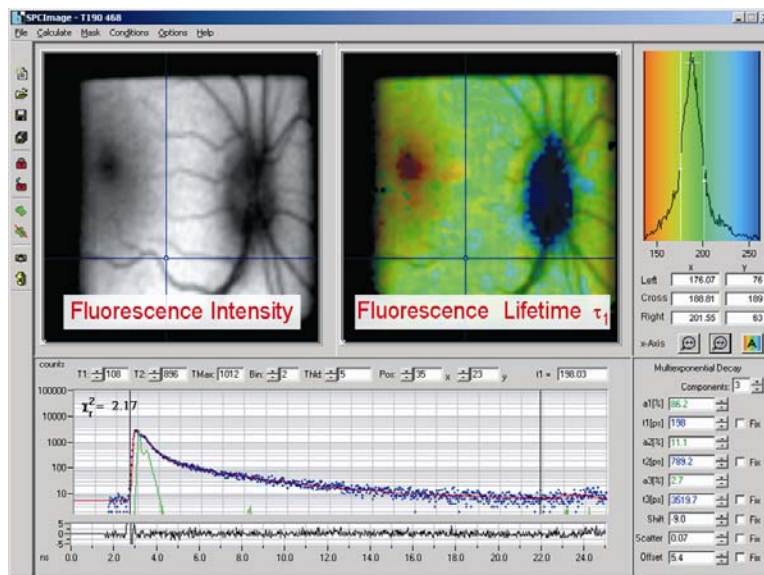 SPCImage - T190 468
File Calculate Mask Conditions Options Help
Fluorescence Intensity
Fluorescence Lifetime τ1
150 200 250
x y
Left 176.07 76
Cross 188.81 189
Right 201.55 63
x-Axis A
counts
T1: 108 T2: 896 TMax: 1012 Bin: 2 Thld: 5 Pos: 35 x 23 y t1 = 198.03
100000
10000
1000
100
10
χr2 = 2.17
5
0
-5
ns 0.0 2.0 4.0 6.0 8.0 10.0 12.0 14.0 16.0 18.0 20.0 22.0 24.0
Multiexponential Decay
Components: 3
a1[%] 86.2
t1[ps] 198 Fix
a2[%] 11.1
t2[ps] 789.2 Fix
a3[%] 2.7
t3[ps] 3519.7 Fix
Shift -9.0 Fix
Scatter 0.07 Fix
Offset 5.4 Fix